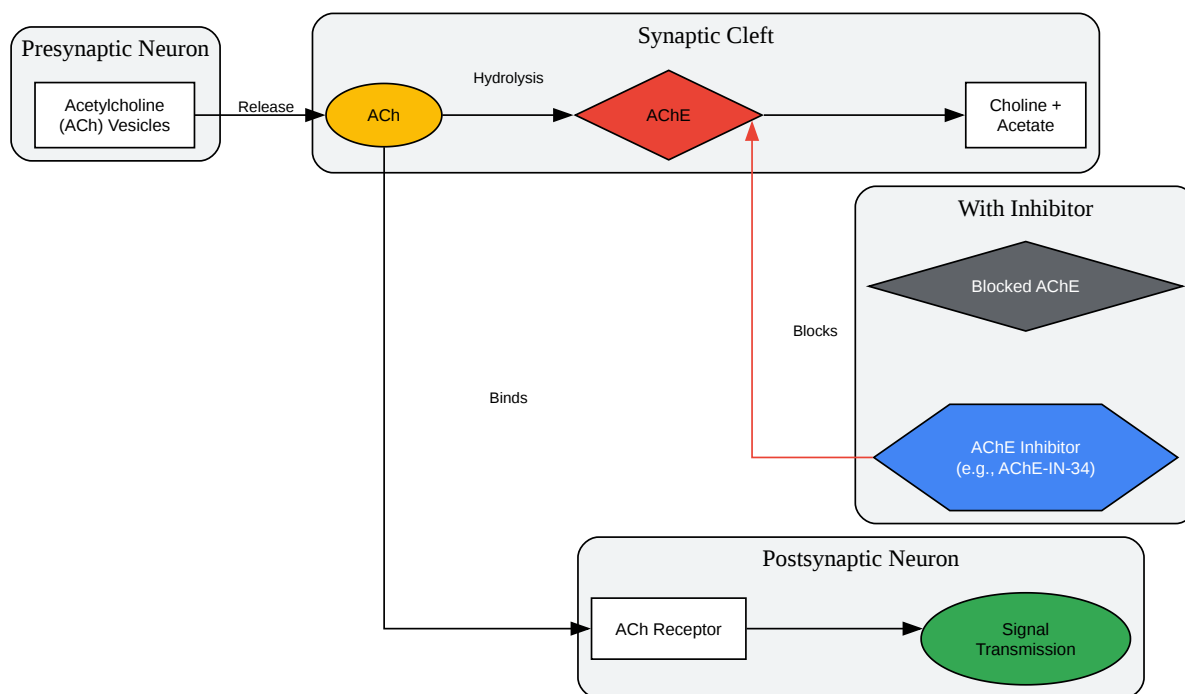 Presynaptic Neuron
Acetylcholine
(ACh) Vesicles
Release
Synaptic Cleft
ACh
Hydrolysis
AChE
Choline +
Acetate
With Inhibitor
Blocked AChE
Blocks
AChE Inhibitor
(e.g., AChE-IN-34)
Binds
Postsynaptic Neuron
ACh Receptor
Signal
Transmission